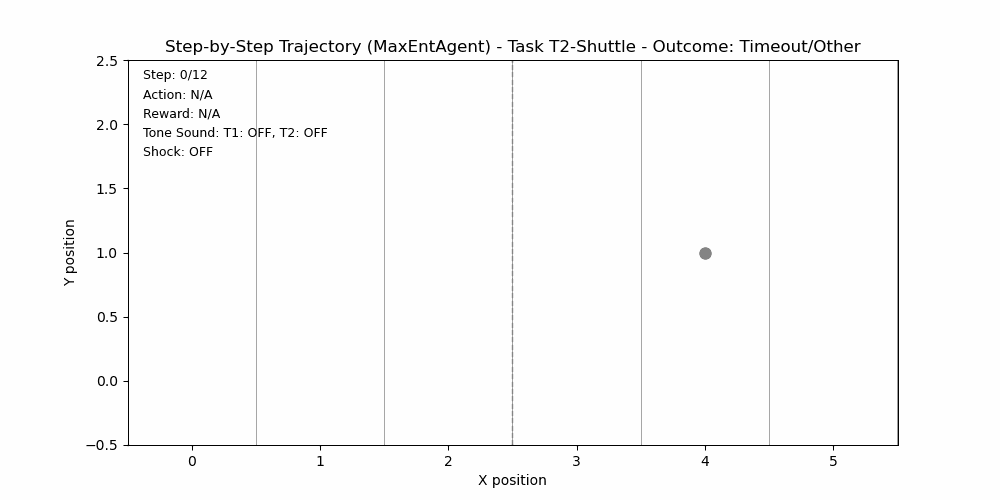 Step-by-Step Trajectory (MaxEntAgent) - Task T2-Shuttle - Outcome: Timeout/Other
2.5
Step: 0/12
Action: N/A
Reward: N/A
2.0
Tone Sound: T1: OFF, T2: OFF
Shock: OFF
1.5
Y position
1.0
0.5
0.0
−0.5
0 1 2 3 4 5
X position